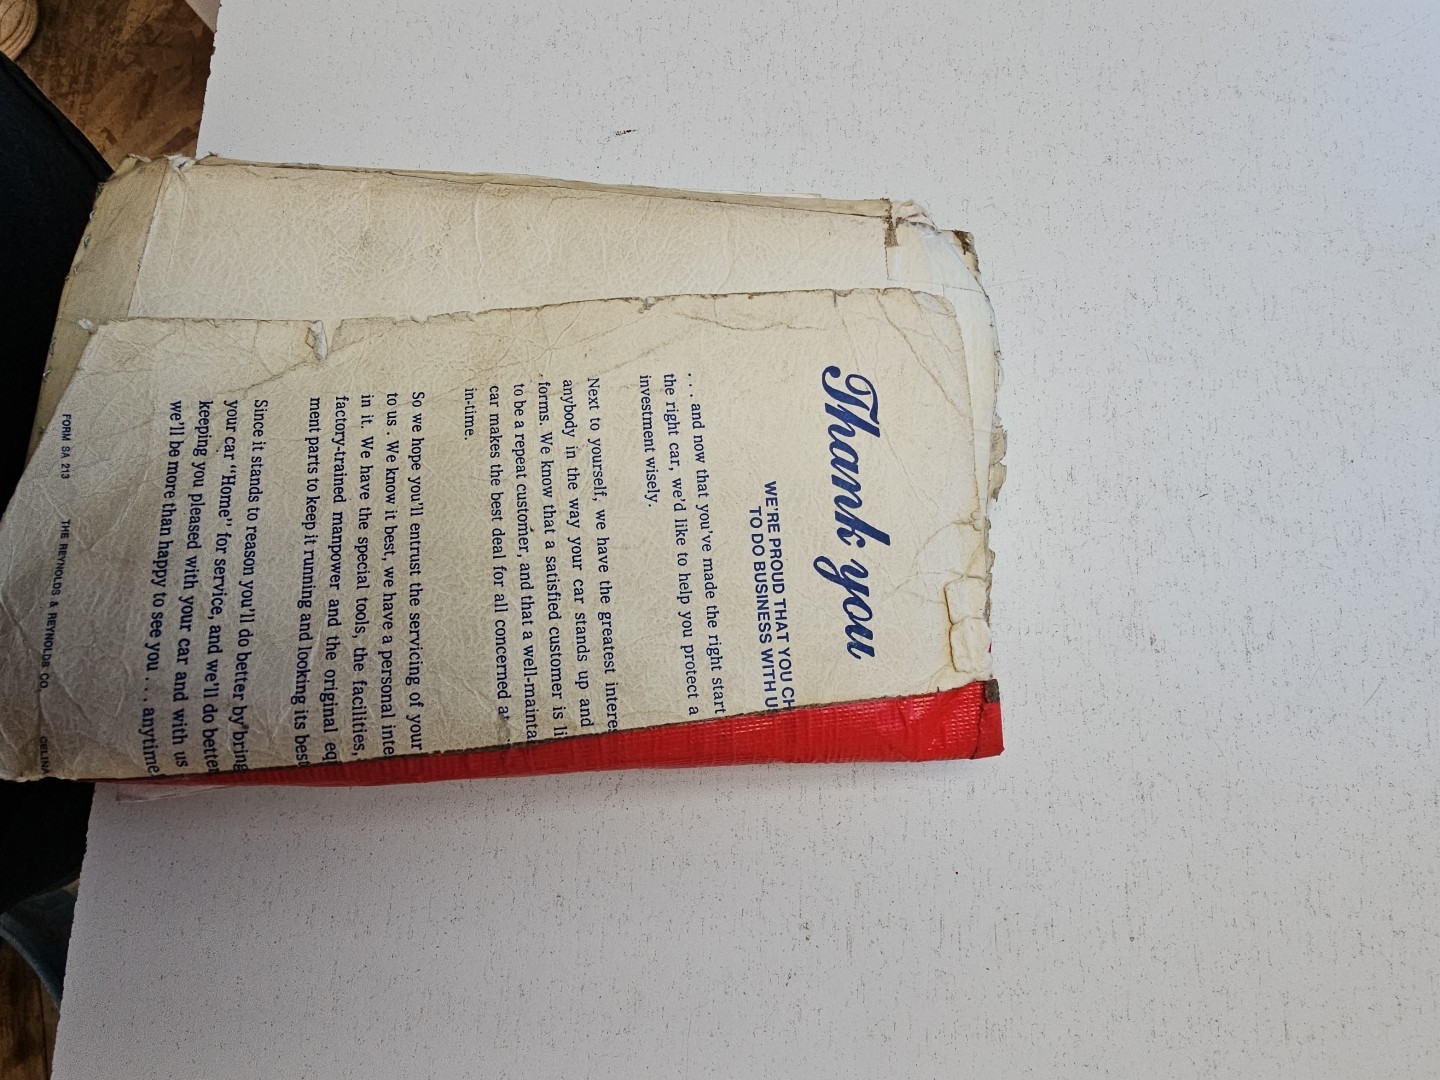 Thank you
WE'RE PROUD THAT YOU
TO DO BUSINESS WITH
. . . and now that you've made the right start
the right car, we'd like to help you protect a
investment wisely.
Next to yourself, we have the greatest
anybody in the way your car stands up and
forms. We know that a satisfied customer is
to be a repeat customer, and that a
car makes the best deal for all concerned
in-time.
So we hope you'll entrust the servicing of your
to us . We know it best, we have a personal
in it. We have the special tools, the facilities,
factory-trained manpower and the original
ment parts to keep it running and looking its best
Since it stands to reason you'll do better by bring
your car "Home" for service, and we'll do better
keeping you pleased with your car and with us
we'll be more than happy to see you . . . anytime
FORM SA 213 THE REYNOLDS & REYNOLDS CO., CELINA